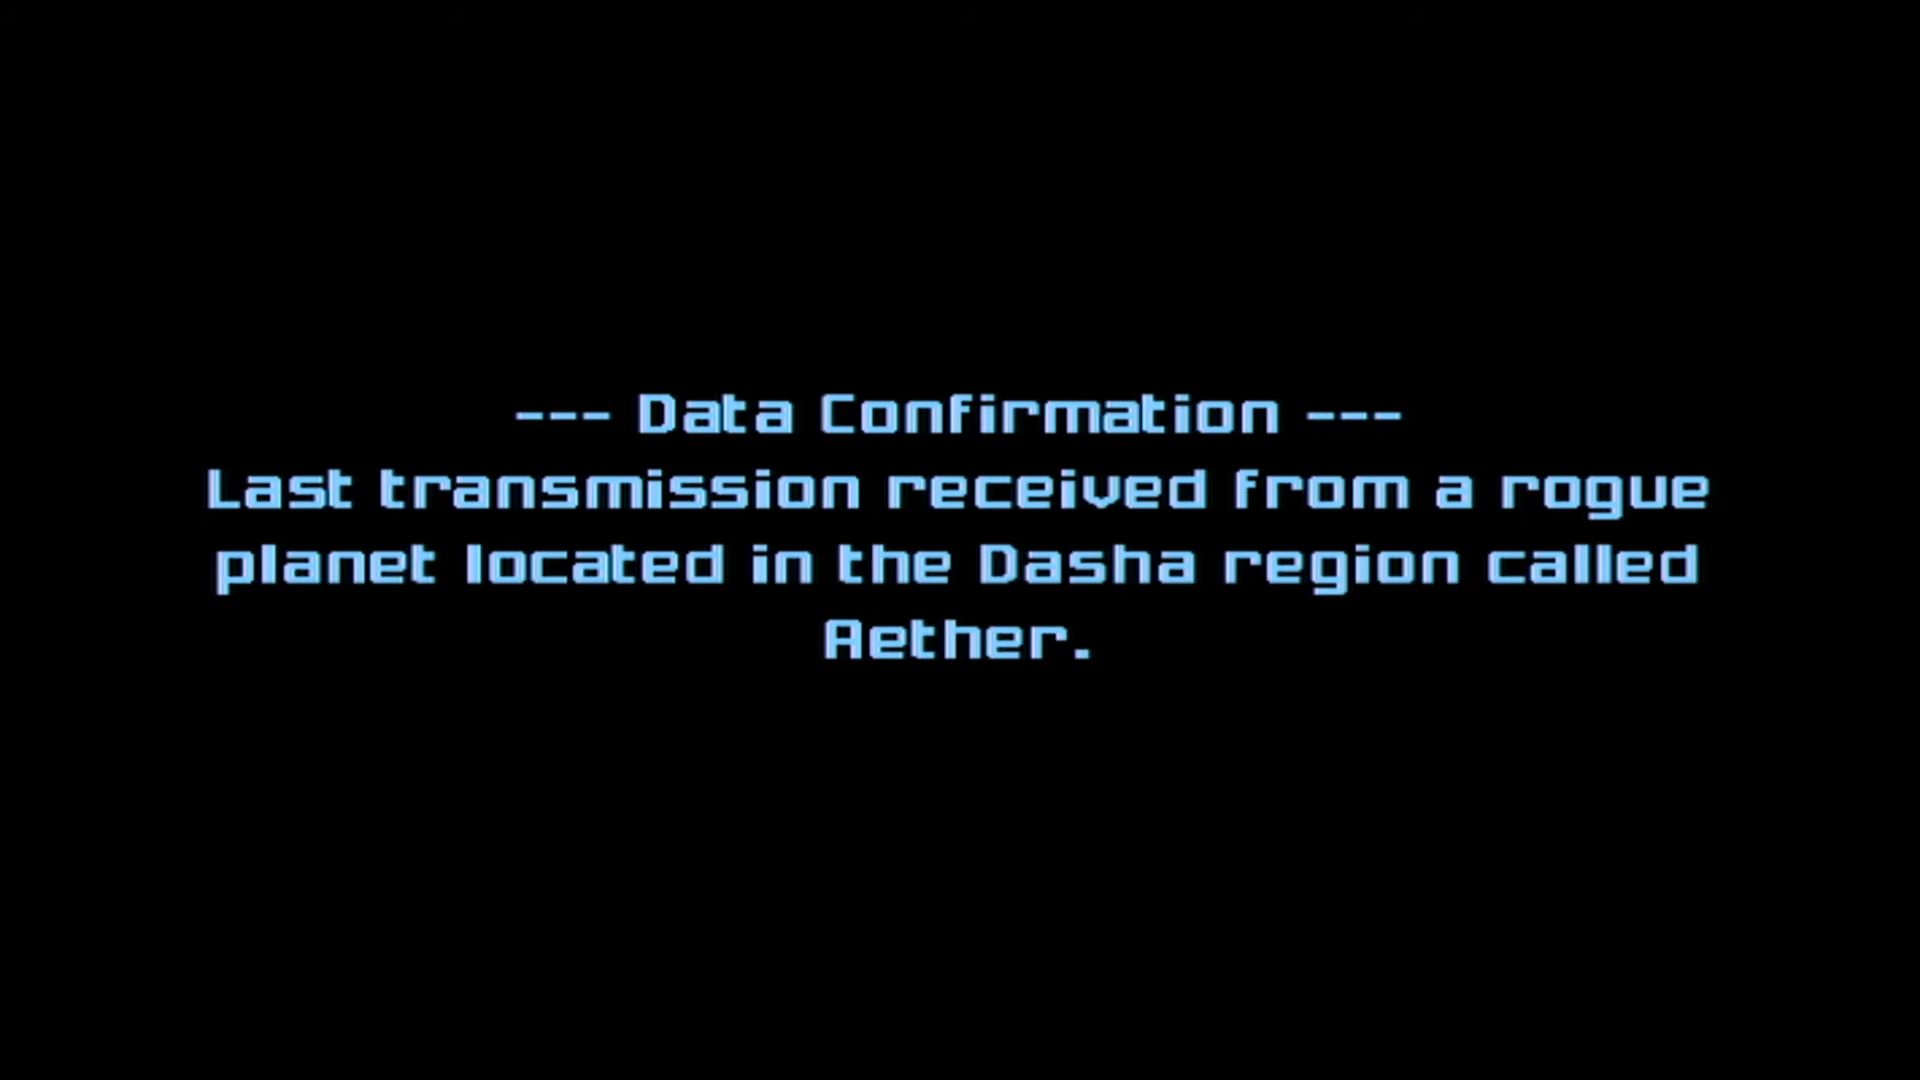 --- Data Confirmation ---
Last transmission received from a rogue
planet located in the Dasha region called
Aether.